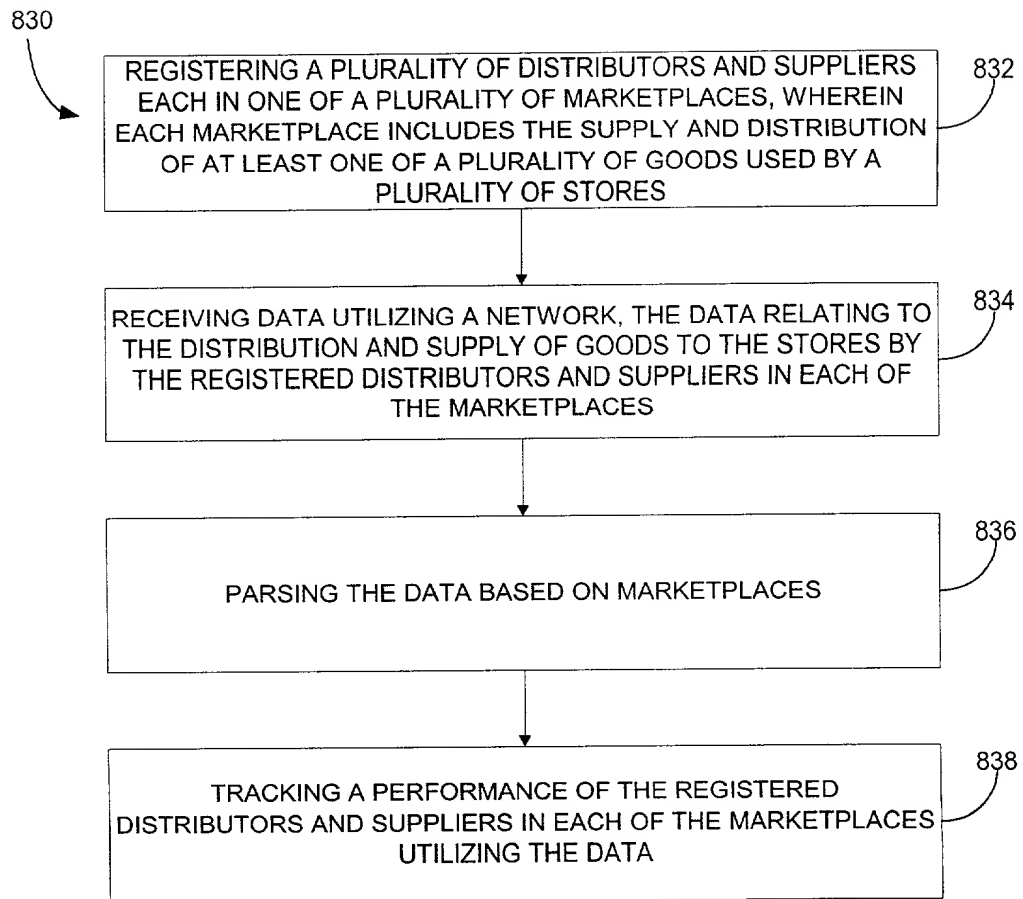 830
REGISTERING A PLURALITY OF DISTRIBUTORS AND SUPPLIERS
EACH IN ONE OF A PLURALITY OF MARKETPLACES, WHEREIN
EACH MARKETPLACE INCLUDES THE SUPPLY AND DISTRIBUTION
OF AT LEAST ONE OF A PLURALITY OF GOODS USED BY A
PLURALITY OF STORES
832
RECEIVING DATA UTILIZING A NETWORK, THE DATA RELATING TO
THE DISTRIBUTION AND SUPPLY OF GOODS TO THE STORES BY
THE REGISTERED DISTRIBUTORS AND SUPPLIERS IN EACH OF
THE MARKETPLACES
834
PARSING THE DATA BASED ON MARKETPLACES
836
TRACKING A PERFORMANCE OF THE REGISTERED
DISTRIBUTORS AND SUPPLIERS IN EACH OF THE MARKETPLACES
UTILIZING THE DATA
838